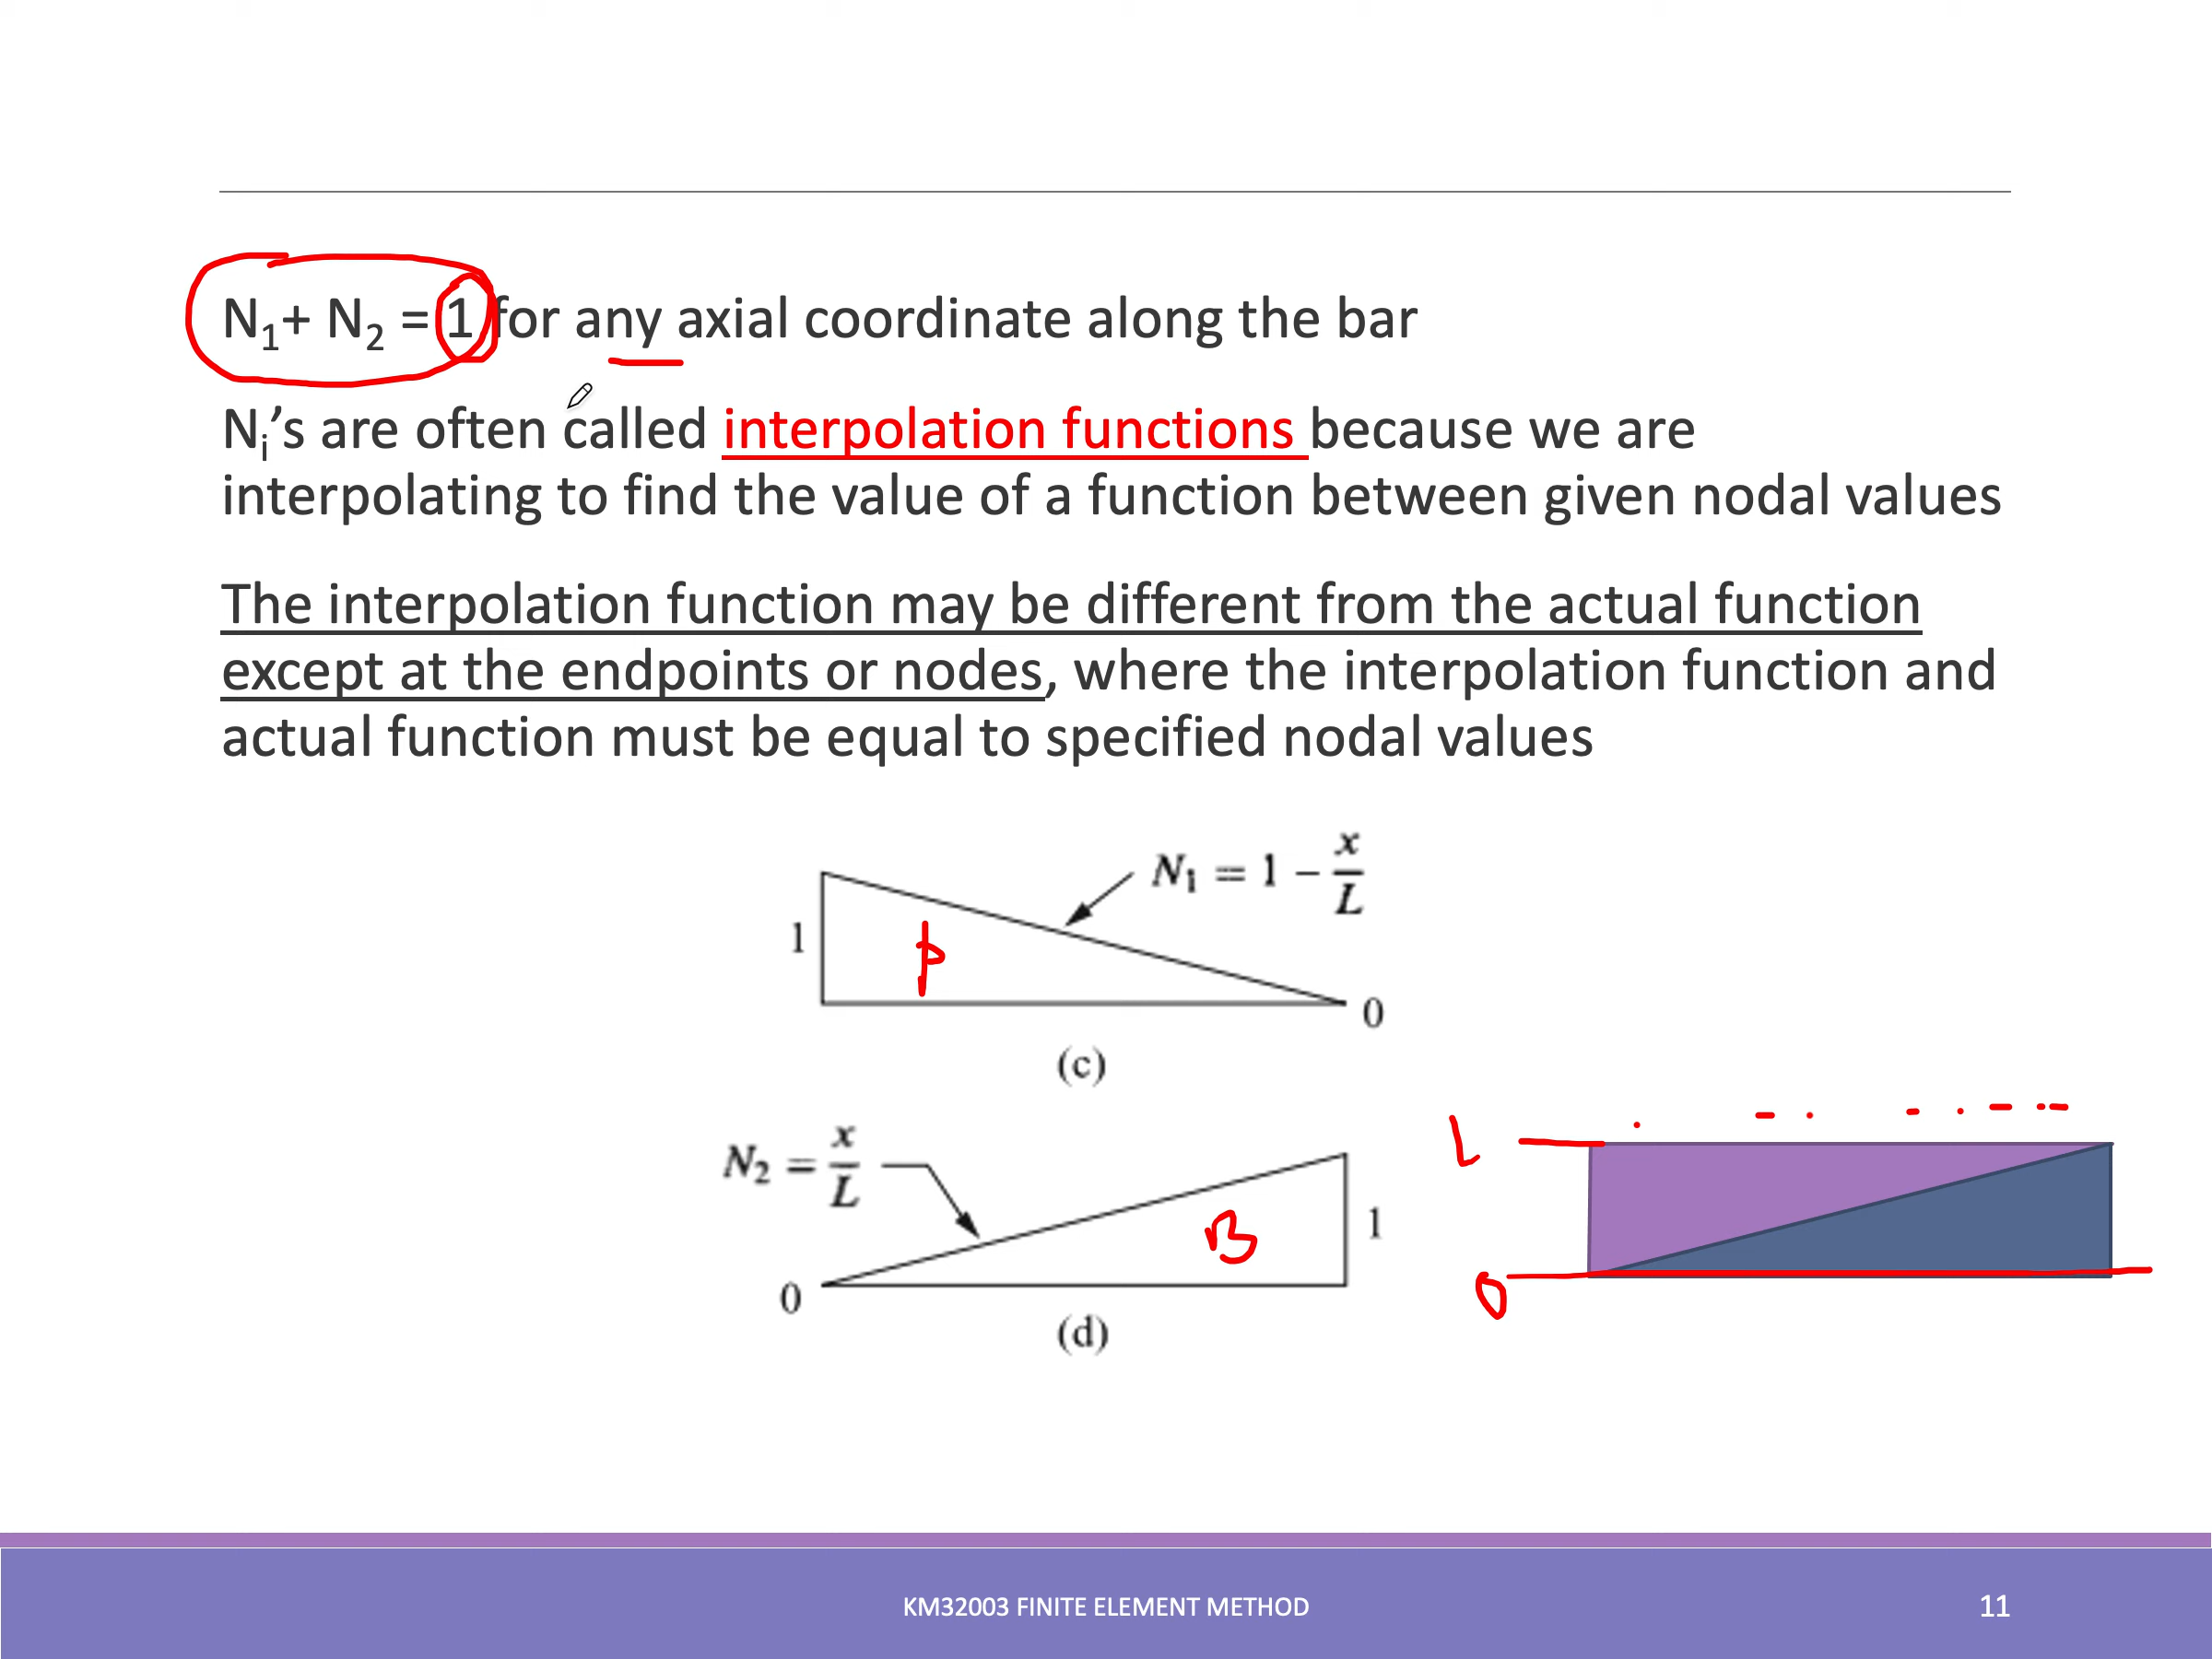 N₁+ N₂ = 1 for any axial coordinate along the bar
Nᵢ’s are often called interpolation functions because we are
interpolating to find the value of a function between given nodal values
The interpolation function may be different from the actual function
except at the endpoints or nodes, where the interpolation function and
actual function must be equal to specified nodal values
N₁ = 1 − x/L
1
0
(c)
N₂ = x/L
B
1
0
(d)
0
KM32003 FINITE ELEMENT METHOD
11